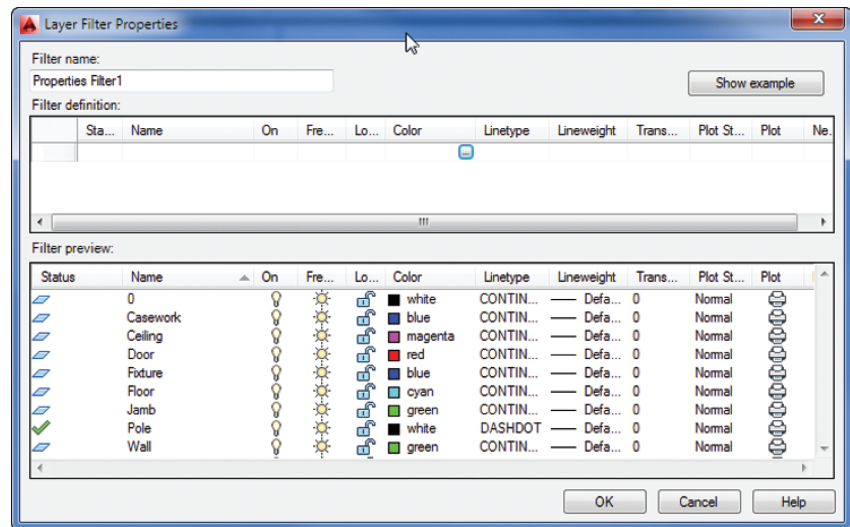 Layer Filter Properties
Filter name:
Properties Filter1
Show example
Filter definition:
Sta... Name On Fre... Lo... Color Linetype Lineweight Trans... Plot St... Plot Ne.
...
Filter preview:
Status Name On Fre... Lo... Color Linetype Lineweight Trans... Plot St... Plot
0 white CONTIN... Defa... 0 Normal
Casework blue CONTIN... Defa... 0 Normal
Ceiling magenta CONTIN... Defa... 0 Normal
Door red CONTIN... Defa... 0 Normal
Fixture blue CONTIN... Defa... 0 Normal
Floor cyan CONTIN... Defa... 0 Normal
Jamb green CONTIN... Defa... 0 Normal
Pole white DASHDOT Defa... 0 Normal
Wall green CONTIN... Defa... 0 Normal
OK Cancel Help